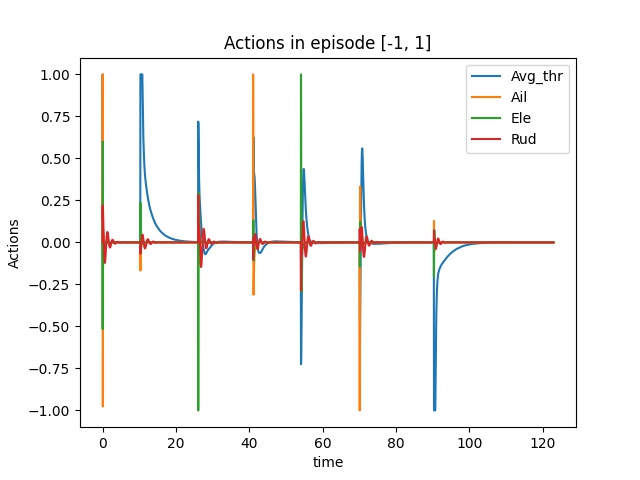 Actions in episode [-1, 1]
Avg_thr
Ail
Ele
Rud
1.00
0.75
0.50
0.25
0.00
−0.25
−0.50
−0.75
−1.00
Actions
0 20 40 60 80 100 120
time